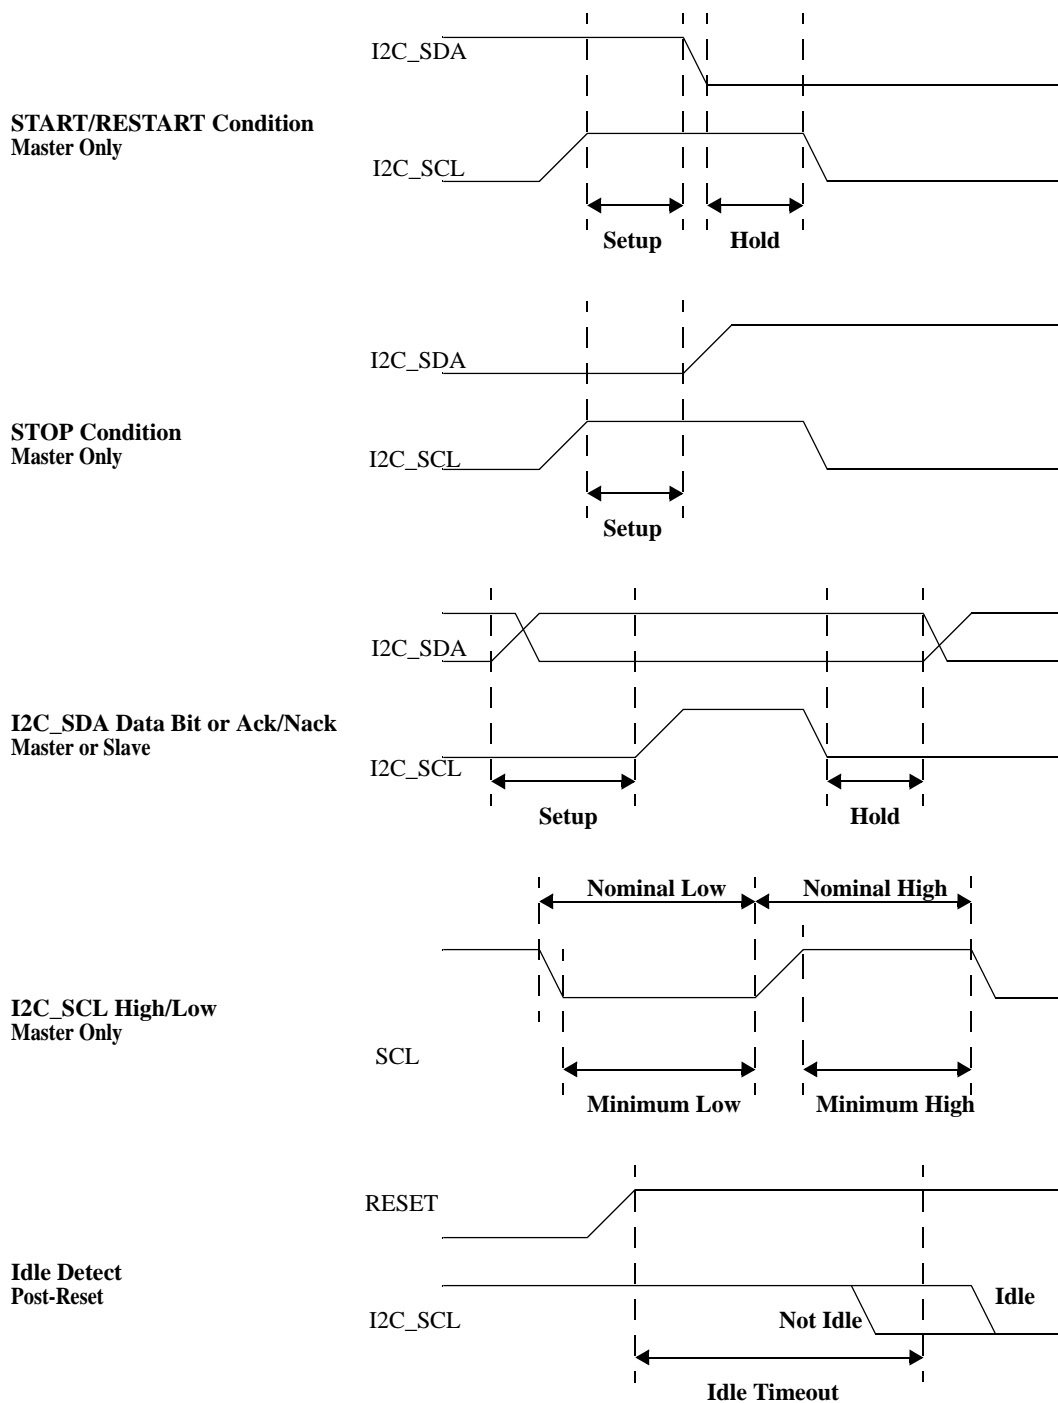 I2C_SDA
START/RESTART Condition
Master Only
I2C_SCL
Setup
Hold
I2C_SDA
STOP Condition
Master Only
I2C_SCL
Setup
I2C_SDA
I2C_SDA Data Bit or Ack/Nack
Master or Slave
I2C_SCL
Setup
Hold
Nominal Low
Nominal High
I2C_SCL High/Low
Master Only
SCL
Minimum Low
Minimum High
RESET
Idle Detect
Post-Reset
I2C_SCL
Not Idle
Idle
Idle Timeout